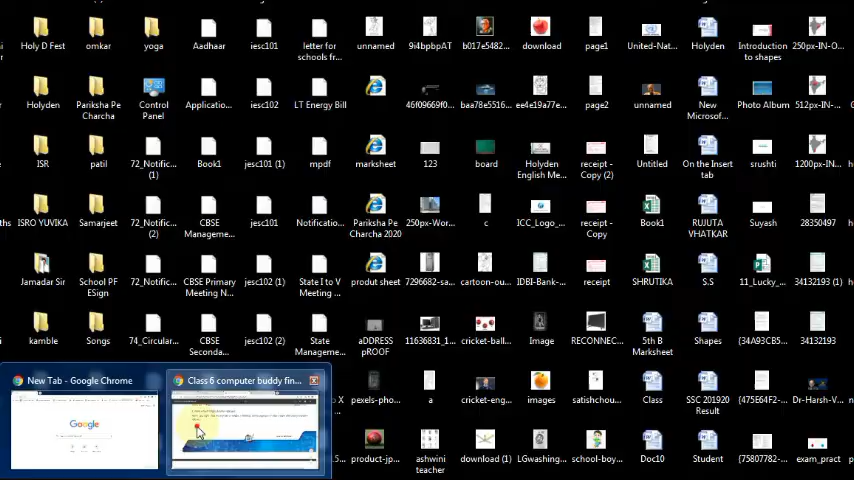 Holy D Fest
omkar
yoga
Aadhaar
iesc101
letter for
schools fr...
unnamed
9i4bpbpAT
b017e5482...
download
page1
United-Nat...
Holyden
Introduction
to shapes
250px-IN-O...
Holyden
Pariksha Pe
Charcha
Control
Panel
Applicatio...
iesc102
LT Energy Bill
46f09669f0...
baa78e5516...
ee4e19a77e...
page2
unnamed
New
Microsof...
Photo Album
512px-IN-...
ISR
patil
72_Notific...
(1)
Book1
jesc101 (1)
mpdf
marksheet
123
board
Holyden
English Me...
receipt -
Copy (2)
Untitled
On the Insert
tab
srushti
1200px-IN...
ths
ISRO YUVIKA
Samarjeet
72_Notific...
(2)
CBSE
Manageme...
jesc101
Notificatio...
Pariksha Pe
Charcha 2020
250px-Wor...
c
ICC_Logo_...
receipt -
Copy
Book1
RUJUTA
VHATKAR
Suyash
28350497
Jamadar Sir
School PF
ESign
72_Notific...
CBSE Primary
Meeting N...
jesc102 (1)
State I to V
Meeting ...
produt sheet
7296682-sa...
cartoon-ou...
IDBI-Bank-...
receipt
SHRUTIKA
S.S
11_Lucky_...
34132193 (1)
kamble
Songs
74_Circular...
CBSE
Seconda...
jesc102 (2)
State
Manageme...
aDDRESS
pROOF
11636831_1...
cricket-ball...
Image
RECONNEC...
5th B
Marksheet
Shapes
{34A93CB5...
34132193
New Tab - Google Chrome
Class 6 computer buddy fin...
Google
X
pexels-pho...
a
cricket-eng...
images
satishchou...
Class
SSC 201920
Result
{475E64F2-...
Dr-Harsh-V...
product-jp...
ashwini
teacher
download (1)
LGwashing...
school-boy...
Doc10
Student
{75807782-...
exam_pract